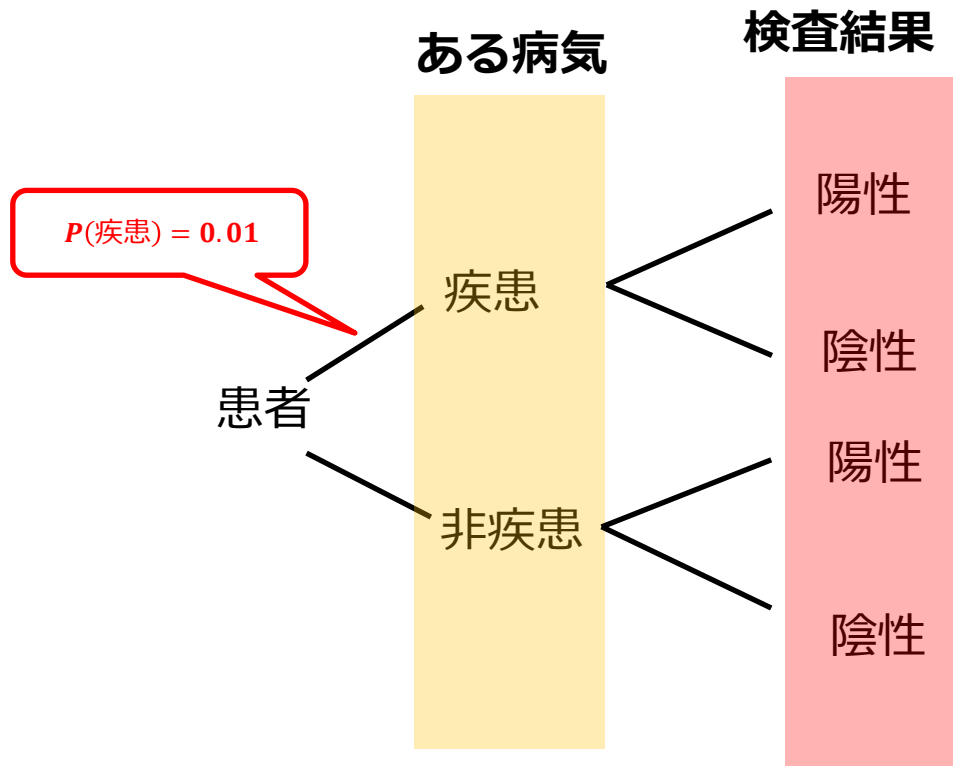 ある病気
検査結果
P(疾患) = 0.01
患者
疾患
非疾患
陽性
陰性
陽性
陰性